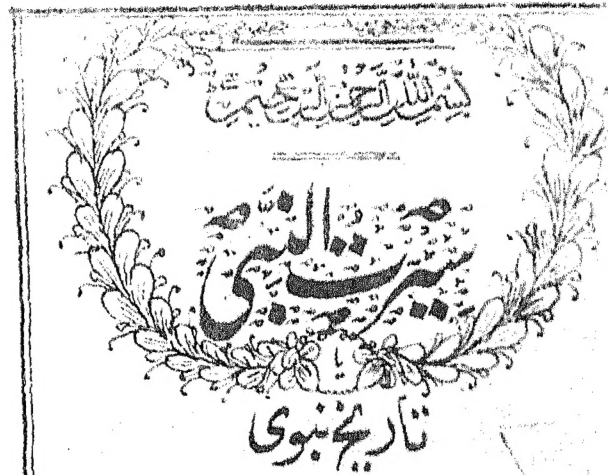 بسم اللہ الرحمن الرحیم
سیرت النبی
یا
تاریخ نبوی